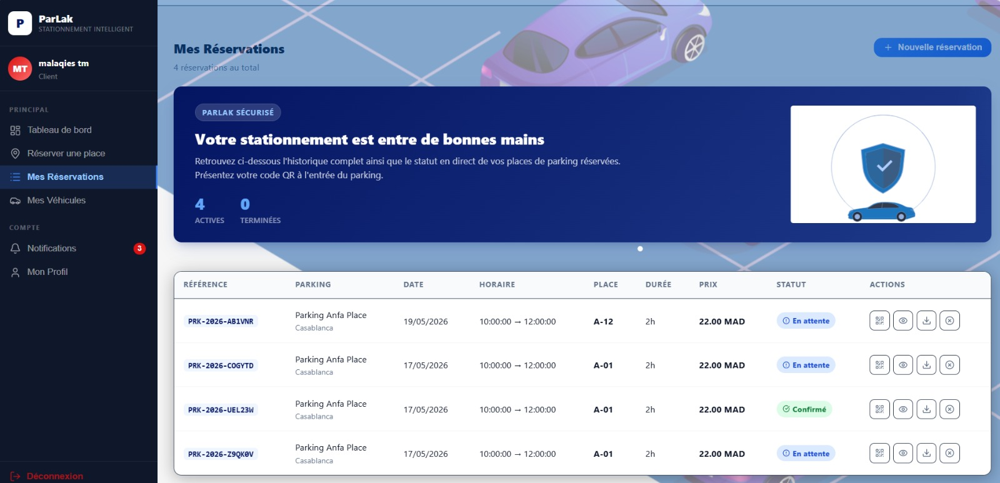 P
ParLak
STATIONNEMENT INTELLIGENT
MT
malaqies tm
Client
PRINCIPAL
Tableau de bord
Réserver une place
Mes Réservations
Mes Véhicules
COMPTE
Notifications
3
Mon Profil
Déconnexion
Mes Réservations
4 réservations au total
+ Nouvelle réservation
PARLAK SÉCURISÉ
Votre stationnement est entre de bonnes mains
Retrouvez ci-dessous l'historique complet ainsi que le statut en direct de vos places de parking réservées.
Présentez votre code QR à l'entrée du parking.
4 0
ACTIVES TERMINÉES
RÉFÉRENCE PARKING DATE HORAIRE PLACE DURÉE PRIX STATUT ACTIONS
PRK-2026-AB1VNR Parking Anfa Place 19/05/2026 10:00:00 → 12:00:00 A-12 2h 22.00 MAD En attente
Casablanca
PRK-2026-COGYTD Parking Anfa Place 17/05/2026 10:00:00 → 12:00:00 A-01 2h 22.00 MAD En attente
Casablanca
PRK-2026-UEL23W Parking Anfa Place 17/05/2026 10:00:00 → 12:00:00 A-01 2h 22.00 MAD Confirmé
Casablanca
PRK-2026-Z9QK0V Parking Anfa Place 17/05/2026 10:00:00 → 12:00:00 A-01 2h 22.00 MAD En attente
Casablanca